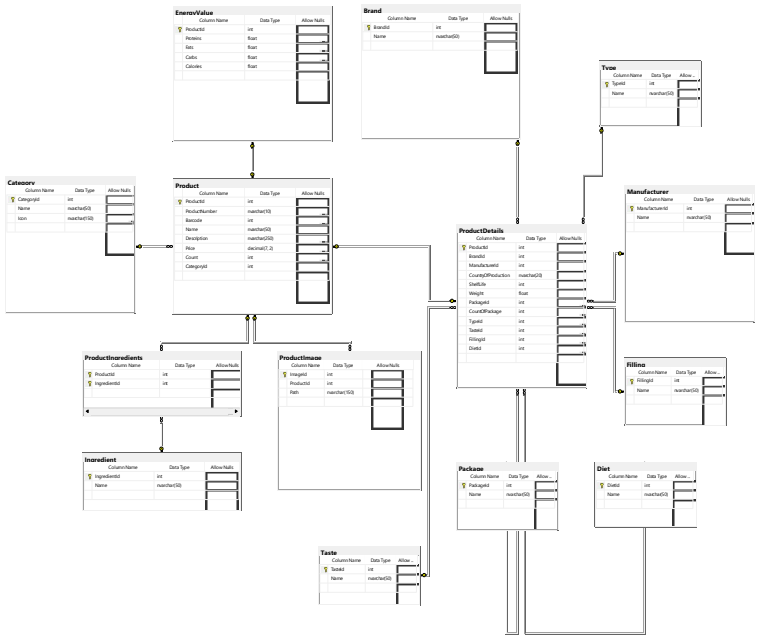 EnergyValue
Column Name Data Type Allow Nulls
ProductId int
Proteins float
Fats float
Carbs float
Calories float
Brand
Column Name Data Type Allow Nulls
BrandId int
Name nvarchar(50)
Type
Column Name Data Type Allow ...
TypeId int
Name nvarchar(50)
Category
Column Name Data Type Allow Nulls
CategoryId int
Name nvarchar(50)
Icon nvarchar(150)
Product
Column Name Data Type Allow Nulls
ProductId int
ProductNumber nvarchar(10)
Barcode int
Name nvarchar(50)
Description nvarchar(250)
Price decimal(7, 2)
Count int
CategoryId int
Manufacturer
Column Name Data Type Allow Nulls
ManufacturerId int
Name nvarchar(50)
ProductDetails
Column Name Data Type Allow Nulls
ProductId int
BrandId int
ManufacturerId int
CountryOfProduction nvarchar(20)
ShelfLife int
Weight float
PackageId int
CountOfPackage int
TypeId int
TasteId int
FillingId int
DietId int
ProductIngredients
Column Name Data Type Allow Nulls
ProductId int
IngredientId int
ProductImage
Column Name Data Type Allow Nulls
ImageId int
ProductId int
Path nvarchar(150)
Filling
Column Name Data Type Allow ...
FillingId int
Name nvarchar(50)
Ingredient
Column Name Data Type Allow Nulls
IngredientId int
Name nvarchar(50)
Package
Column Name Data Type Allow ...
PackageId int
Name nvarchar(50)
Diet
Column Name Data Type Allow ...
DietId int
Name nvarchar(50)
Taste
Column Name Data Type Allow ...
TasteId int
Name nvarchar(50)